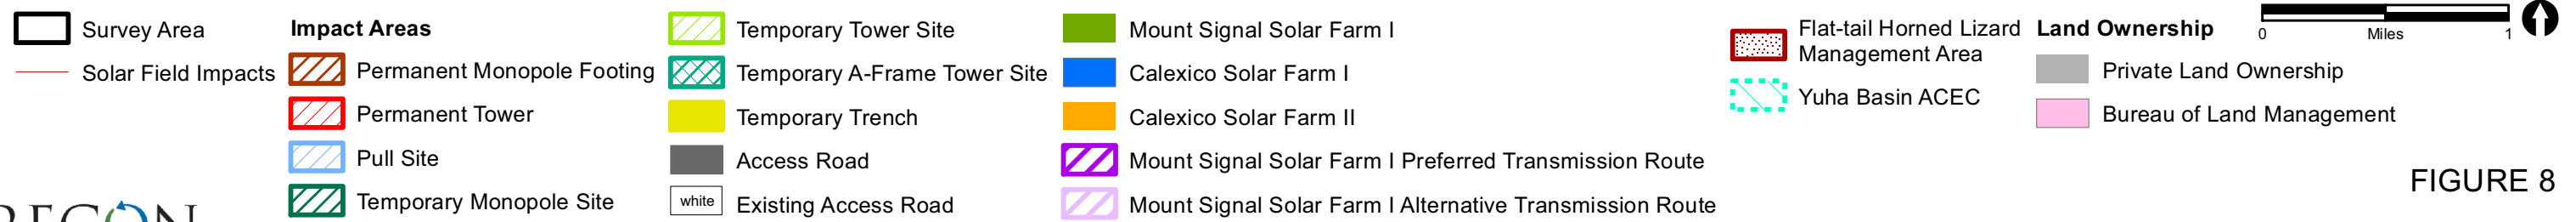 Survey Area
Solar Field Impacts
Impact Areas
Permanent Monopole Footing
Permanent Tower
Pull Site
Temporary Monopole Site
Temporary Tower Site
Temporary A-Frame Tower Site
Temporary Trench
Access Road
white Existing Access Road
Mount Signal Solar Farm I
Calexico Solar Farm I
Calexico Solar Farm II
Mount Signal Solar Farm I Preferred Transmission Route
Mount Signal Solar Farm I Alternative Transmission Route
Flat-tail Horned Lizard
Management Area
Yuha Basin ACEC
Land Ownership
Private Land Ownership
Bureau of Land Management
0 Miles 1
FIGURE 8
RECON